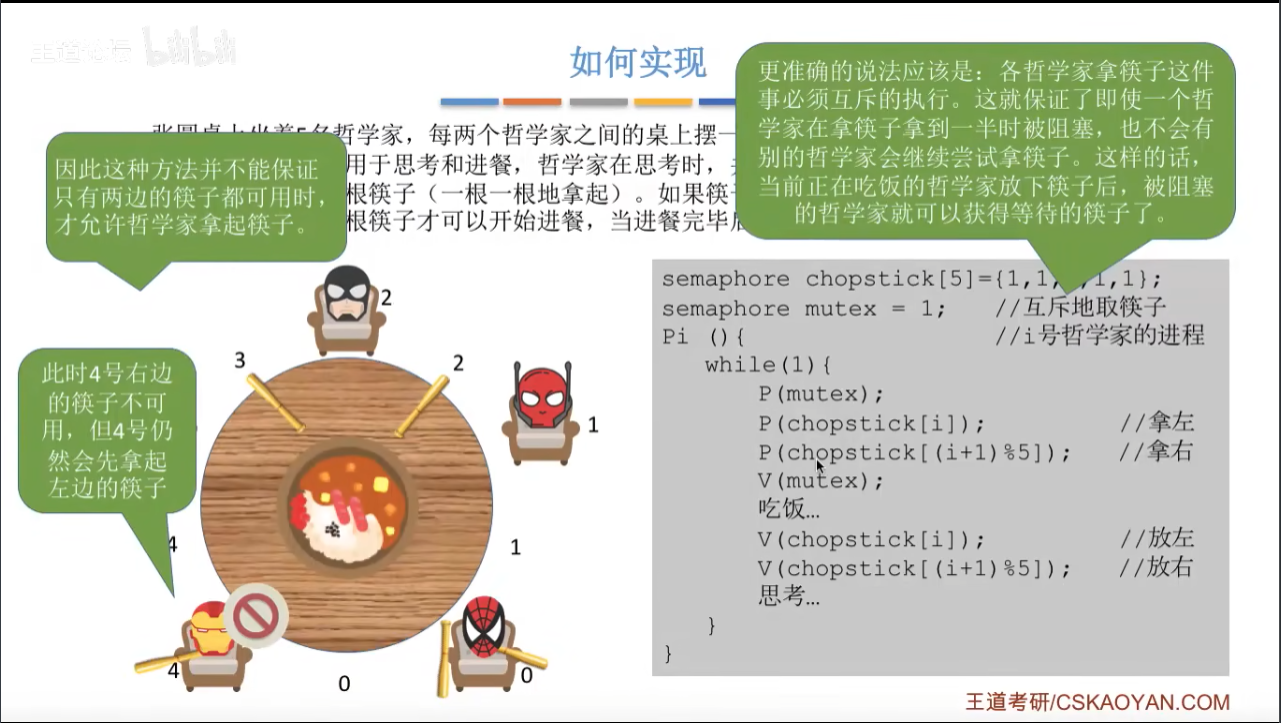 王道论坛 bilibili
如何实现
更准确的说法应该是：各哲学家拿筷子这件
事必须互斥的执行。这就保证了即使一个哲
学家在拿筷子拿到一半时被阻塞，也不会有
别的哲学家会继续尝试拿筷子。这样的话，
当前正在吃饭的哲学家放下筷子后，被阻塞
的哲学家就可以获得等待的筷子了。
张圆桌上坐着5名哲学家，每两个哲学家之间的桌上摆一
用于思考和进餐，哲学家在思考时，
根筷子（一根一根地拿起）。如果筷
根筷子才可以开始进餐，当进餐完毕后
因此这种方法并不能保证
只有两边的筷子都可用时，
才允许哲学家拿起筷子。
此时4号右边
的筷子不可
用，但4号仍
然会先拿起
左边的筷子
2
3
2
1
1
4
4
0
0
semaphore chopstick[5]={1,1,1,1,1};
semaphore mutex = 1; //互斥地取筷子
Pi (){ //i号哲学家的进程
while(1){
P(mutex);
P(chopstick[i]); //拿左
P(chopstick[(i+1)%5]); //拿右
V(mutex);
吃饭…
V(chopstick[i]); //放左
V(chopstick[(i+1)%5]); //放右
思考…
}
}
王道考研/CSKAOYAN.COM